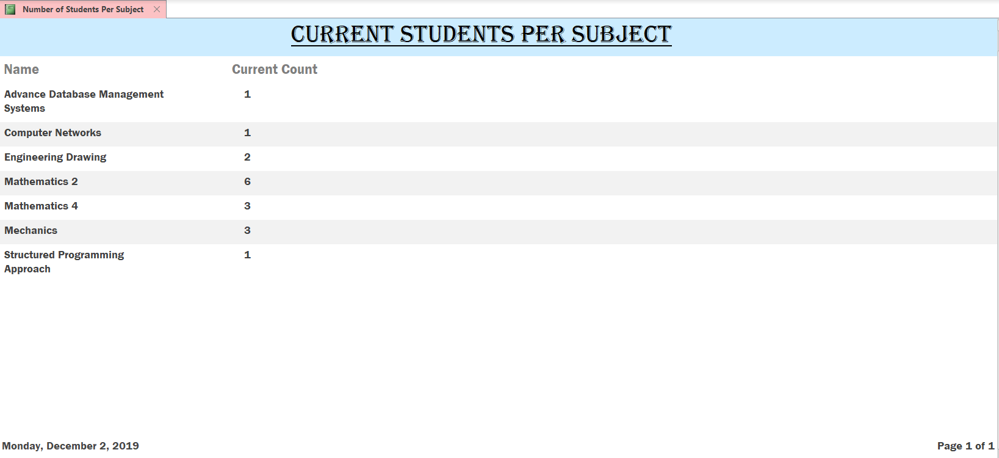 Number of Students Per Subject
CURRENT STUDENTS PER SUBJECT
Name Current Count
Advance Database Management 1
Systems
Computer Networks 1
Engineering Drawing 2
Mathematics 2 6
Mathematics 4 3
Mechanics 3
Structured Programming 1
Approach
Monday, December 2, 2019 Page 1 of 1